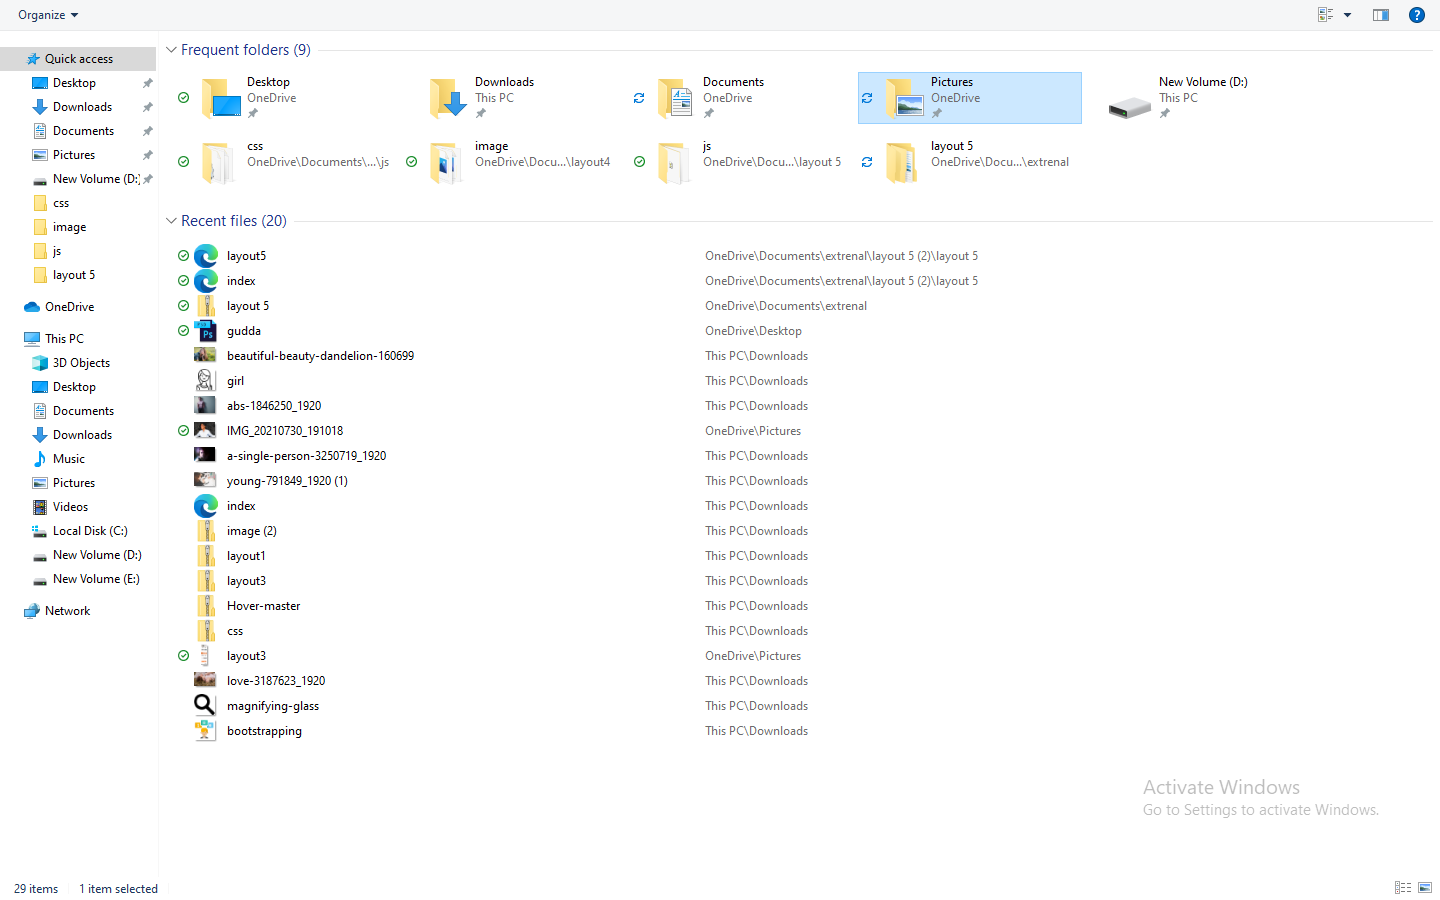 Organize
Quick access
Desktop
Downloads
Documents
Pictures
New Volume (D:)
css
image
js
layout 5
OneDrive
This PC
3D Objects
Desktop
Documents
Downloads
Music
Pictures
Videos
Local Disk (C:)
New Volume (D:)
New Volume (E:)
Network
Frequent folders (9)
Desktop
OneDrive
Downloads
This PC
Documents
OneDrive
Pictures
OneDrive
New Volume (D:)
This PC
css
OneDrive\Documents\...\js
image
OneDrive\Docu...\layout4
js
OneDrive\Docu...\layout 5
layout 5
OneDrive\Docu...\extrenal
Recent files (20)
layout5 OneDrive\Documents\extrenal\layout 5 (2)\layout 5
index OneDrive\Documents\extrenal\layout 5 (2)\layout 5
layout 5 OneDrive\Documents\extrenal
gudda OneDrive\Desktop
beautiful-beauty-dandelion-160699 This PC\Downloads
girl This PC\Downloads
abs-1846250_1920 This PC\Downloads
IMG_20210730_191018 OneDrive\Pictures
a-single-person-3250719_1920 This PC\Downloads
young-791849_1920 (1) This PC\Downloads
index This PC\Downloads
image (2) This PC\Downloads
layout1 This PC\Downloads
layout3 This PC\Downloads
Hover-master This PC\Downloads
css This PC\Downloads
layout3 OneDrive\Pictures
love-3187623_1920 This PC\Downloads
magnifying-glass This PC\Downloads
bootstrapping This PC\Downloads
Activate Windows
Go to Settings to activate Windows.
29 items 1 item selected